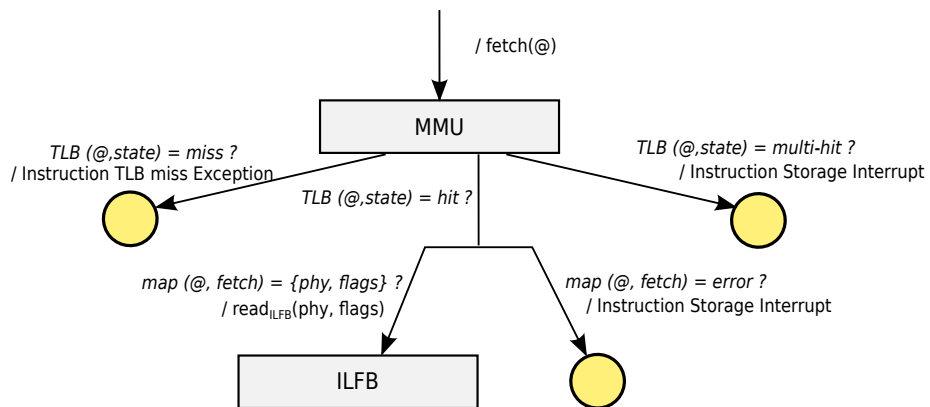 / fetch(@)
MMU
TLB (@,state) = miss ?
/ Instruction TLB miss Exception
TLB (@,state) = hit ?
TLB (@,state) = multi-hit ?
/ Instruction Storage Interrupt
map (@, fetch) = {phy, flags} ?
/ readILFB(phy, flags)
map (@, fetch) = error ?
/ Instruction Storage Interrupt
ILFB